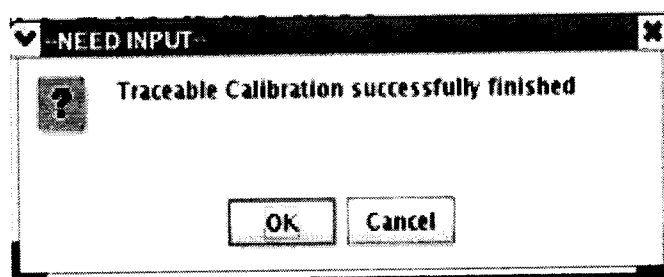 --NEED INPUT--
?
Traceable Calibration successfully finished
OK
Cancel